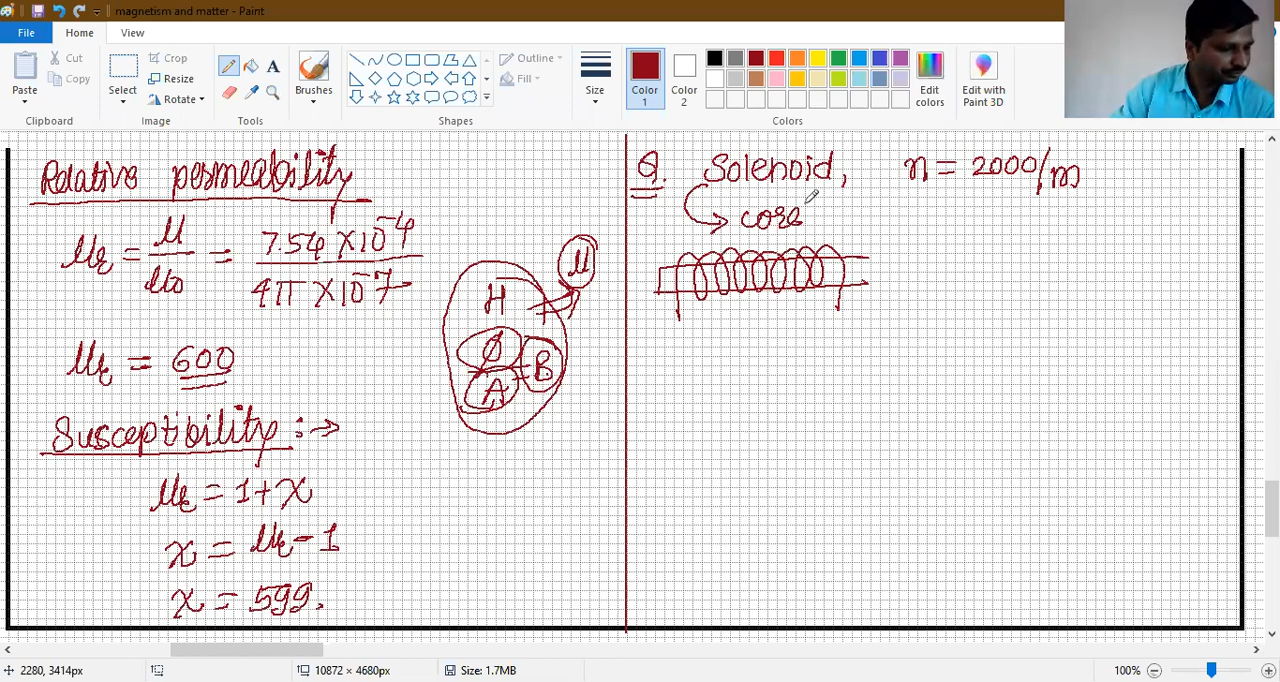 magnetism and matter - Paint
File
Home
View
Paste
Cut
Copy
Clipboard
Select
Crop
Resize
Rotate
Image
A
Tools
Brushes
Shapes
Outline
Fill
Size
Color 1
Color 2
Edit colors
Colors
Edit with Paint 3D
Relative permeability
μr = μ/μ0 = 7.54 × 10^-4 / 4π × 10^-7
μr = 600
H → μ
ϕ/A = B
Susceptibility :→
μr = 1 + χ
χ = μr - 1
χ = 599.
Q. Solenoid, n = 2000/m
→ core
2280, 3414px
10872 × 4680px
Size: 1.7MB
100%